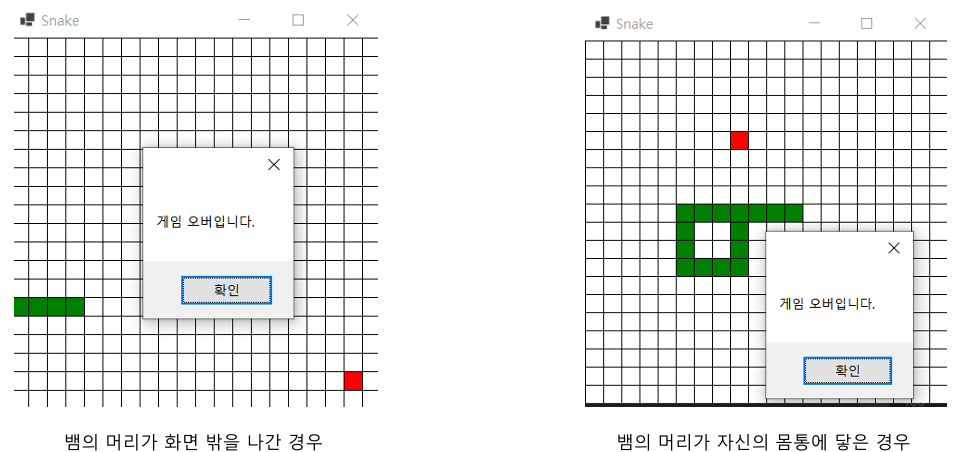 Snake
게임 오버입니다.
확인
뱀의 머리가 화면 밖을 나간 경우
Snake
게임 오버입니다.
확인
뱀의 머리가 자신의 몸통에 닿은 경우